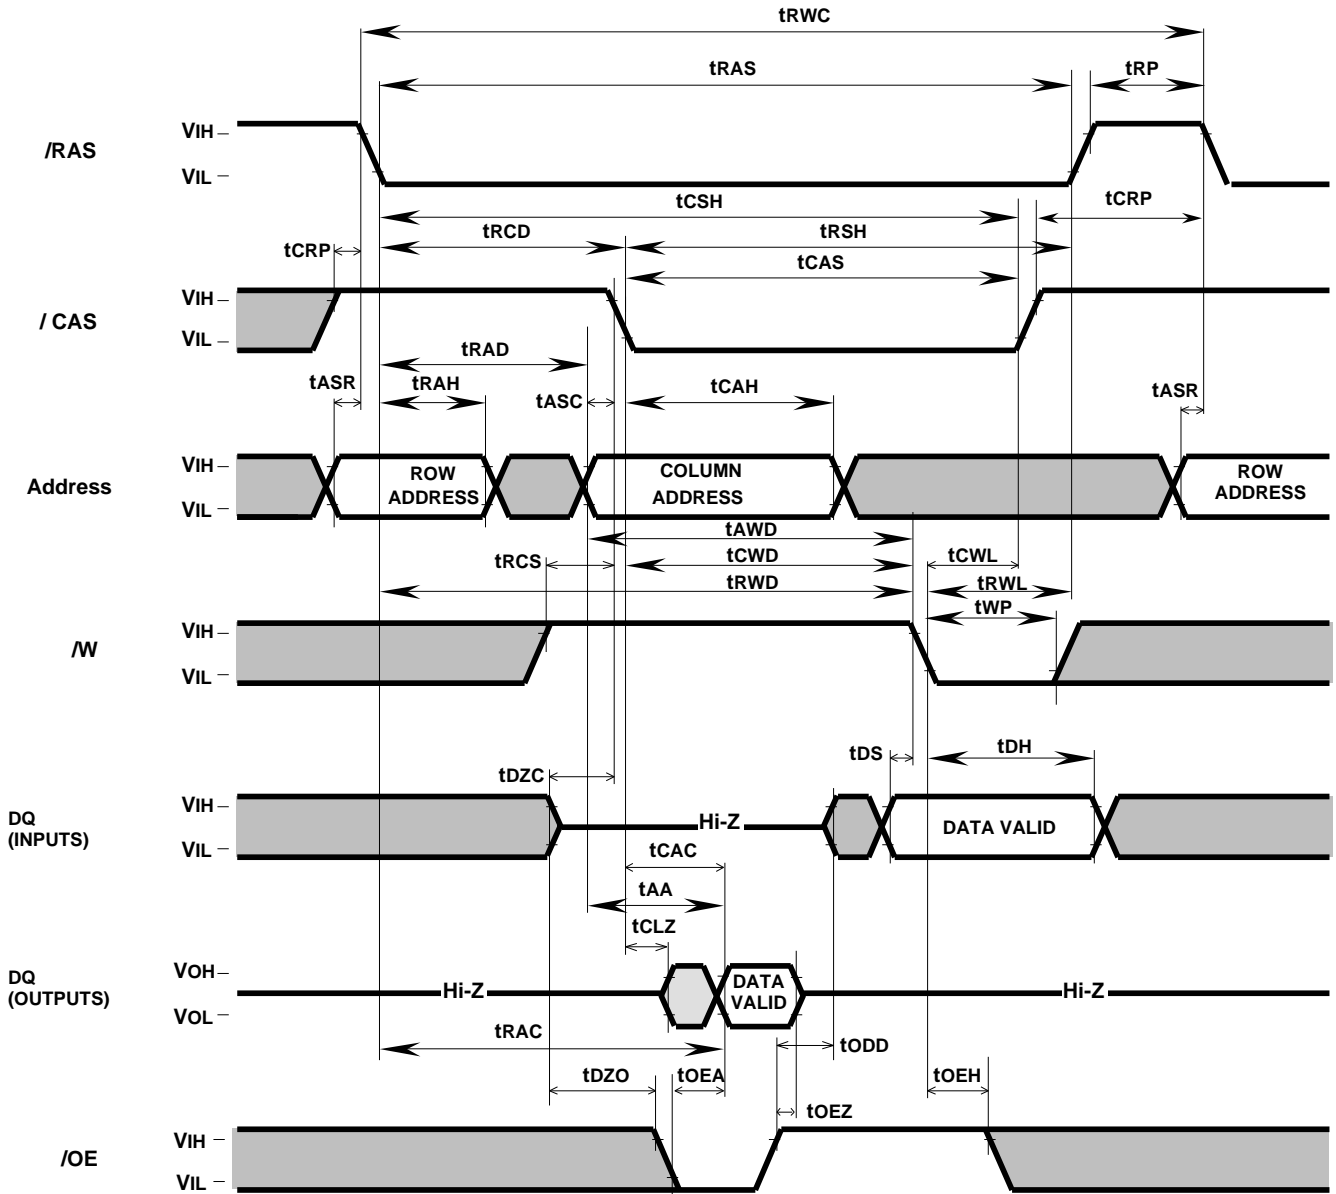 tRWC
tRAS
tRP
/RAS
VIH
VIL
tCSH
tCRP
tCRP
tRCD
tRSH
tCAS
/ CAS
VIH
VIL
tRAD
tASR
tRAH
tASC
tCAH
tASR
Address
VIH
VIL
ROW
ADDRESS
COLUMN
ADDRESS
ROW
ADDRESS
tAWD
tRCS
tCWD
tCWL
tRWD
tRWL
tWP
/W
VIH
VIL
tDS
tDH
tDZC
DQ
(INPUTS)
VIH
VIL
Hi-Z
DATA VALID
tCAC
tAA
tCLZ
DQ
(OUTPUTS)
VOH
VOL
Hi-Z
DATA
VALID
Hi-Z
tRAC
tODD
tDZO
tOEA
tOEH
tOEZ
/OE
VIH
VIL